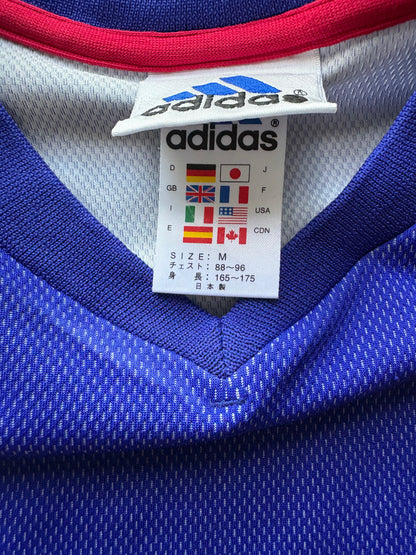 adidas
adidas®
D J
GB F
I USA
E CDN
SIZE: M
チェスト: 88~96
身長: 165~175
日本製